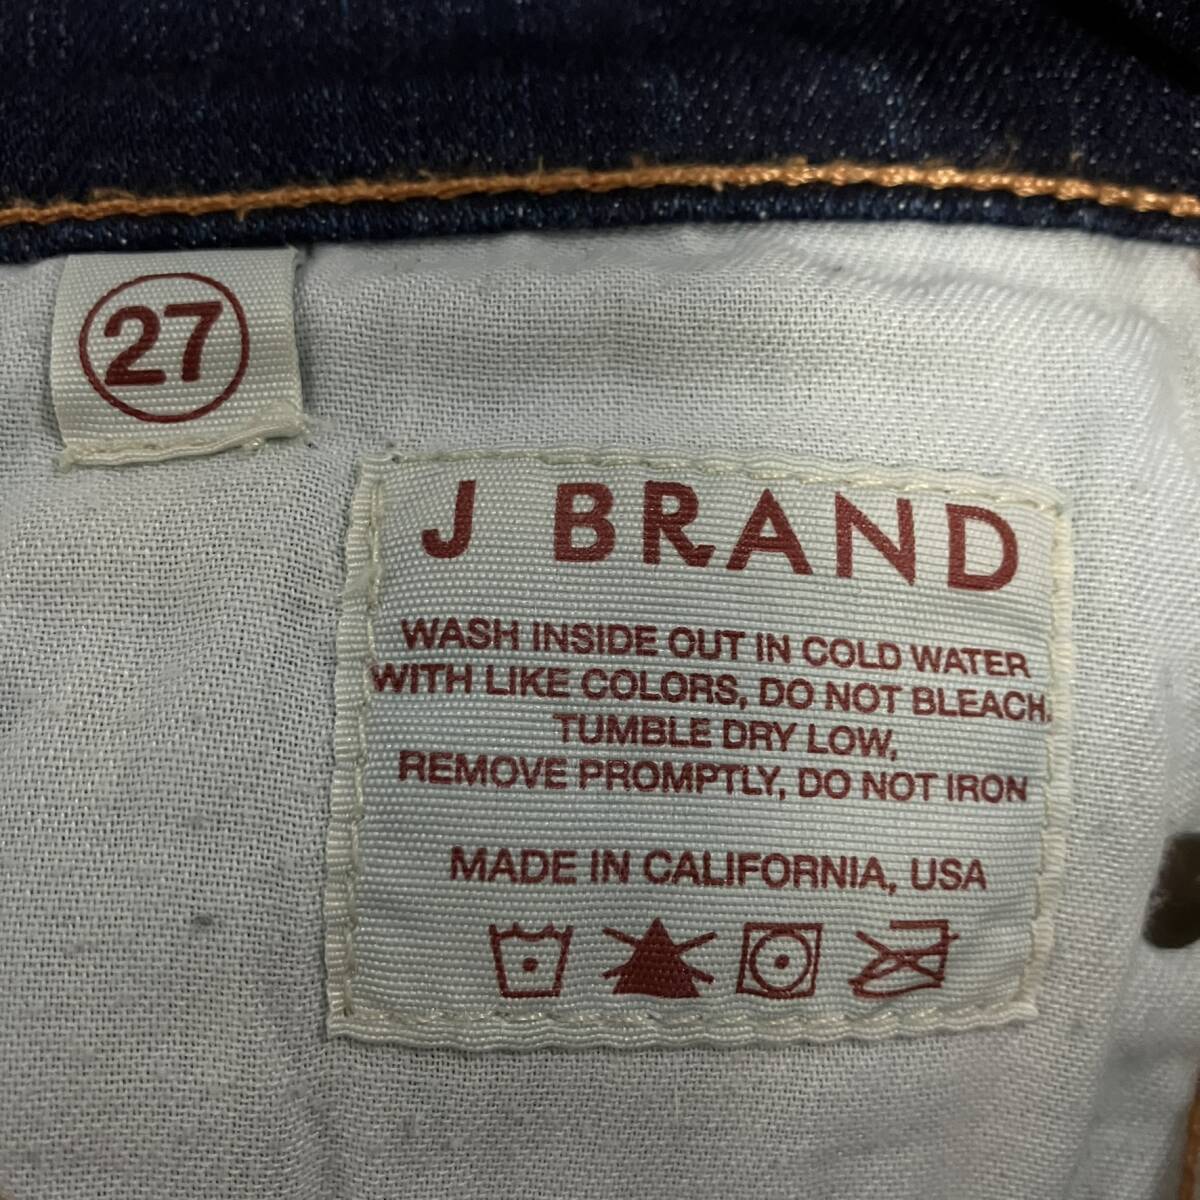 27
J BRAND
WASH INSIDE OUT IN COLD WATER
WITH LIKE COLORS, DO NOT BLEACH.
TUMBLE DRY LOW,
REMOVE PROMPTLY, DO NOT IRON
MADE IN CALIFORNIA, USA